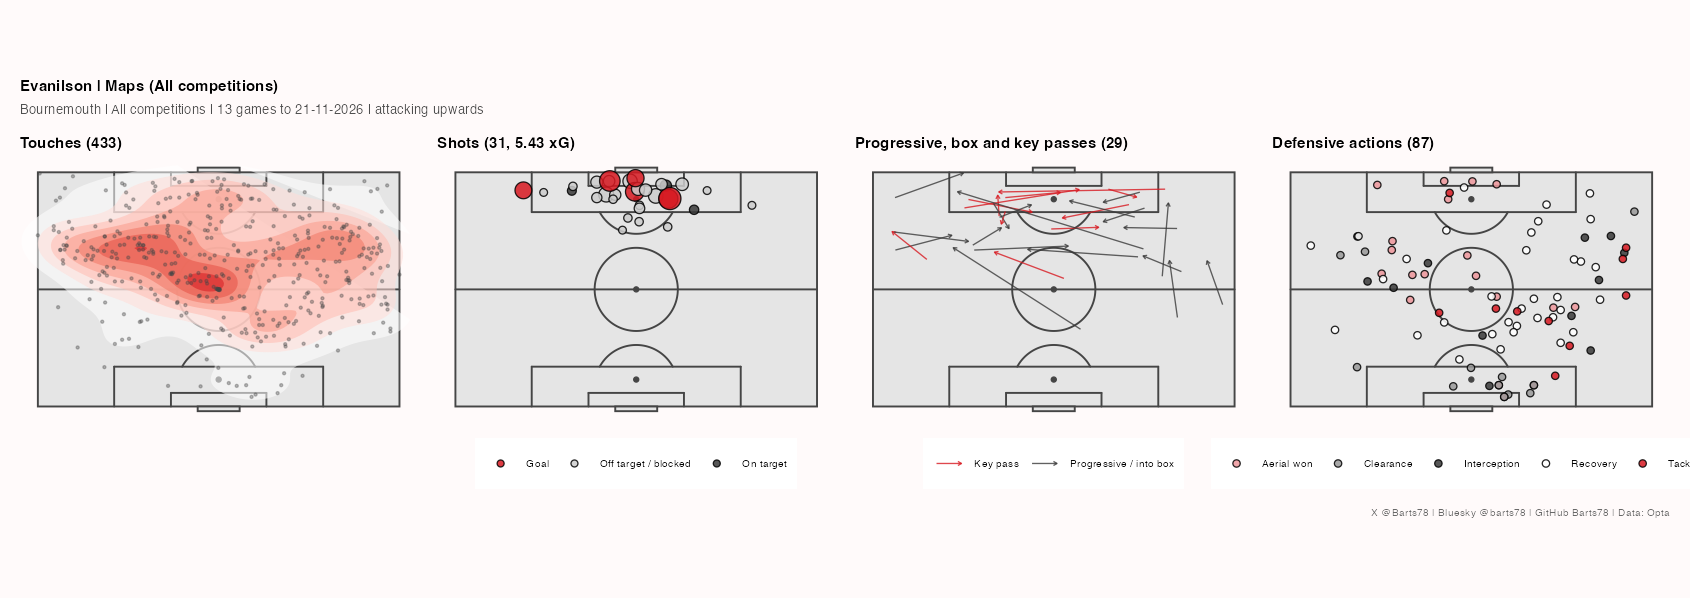 Evanilson | Maps (All competitions)
Bournemouth | All competitions | 13 games to 21-11-2026 | attacking upwards
Touches (433)
Shots (31, 5.43 xG)
Progressive, box and key passes (29)
Defensive actions (87)
Goal
Off target / blocked
On target
Key pass
Progressive / into box
Aerial won
Clearance
Interception
Recovery
Tack
X @Barts78 | Bluesky @barts78 | GitHub Barts78 | Data: Opta